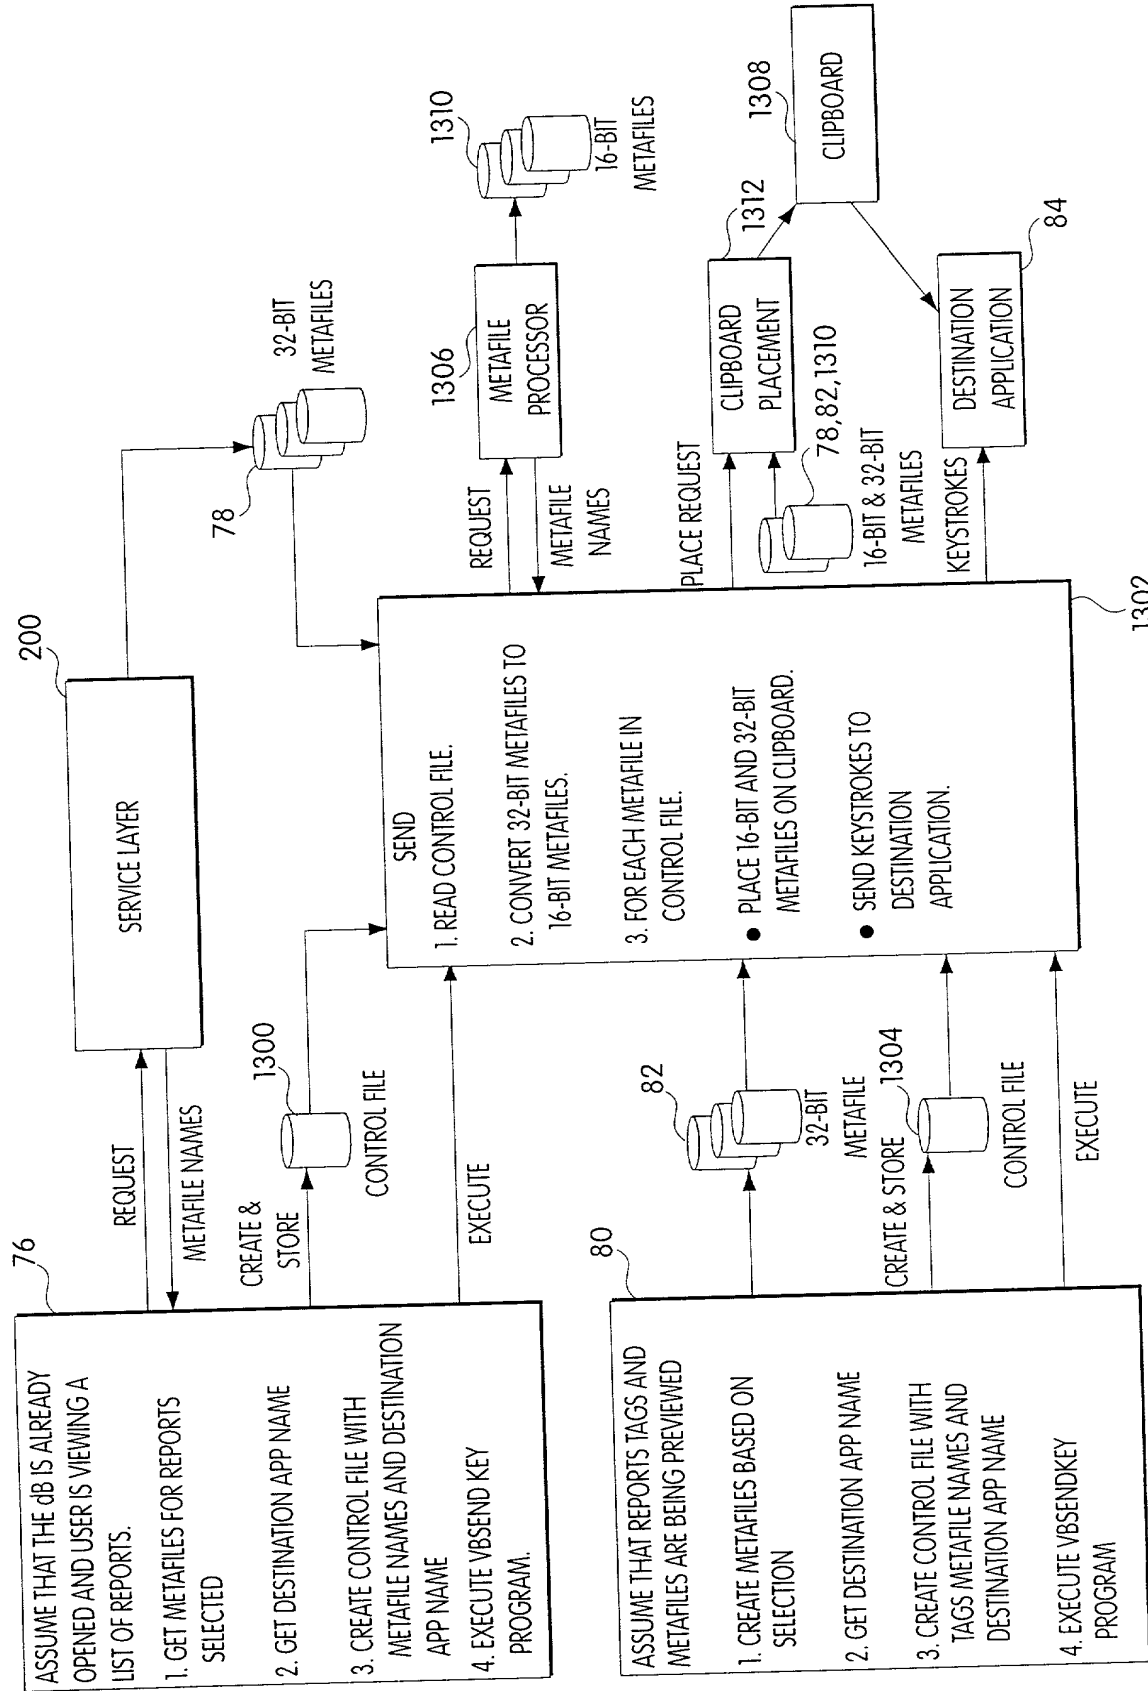 76
ASSUME THAT THE dB IS ALREADY
OPENED AND USER IS VIEWING A
LIST OF REPORTS.
1. GET METAFILES FOR REPORTS
SELECTED
2. GET DESTINATION APP NAME
3. CREATE CONTROL FILE WITH
METAFILE NAMES AND DESTINATION
APP NAME
4. EXECUTE VBSEND KEY
PROGRAM.
REQUEST
METAFILE NAMES
200
SERVICE LAYER
78
32-BIT
METAFILES
CREATE &
STORE
1300
CONTROL FILE
EXECUTE
SEND
1. READ CONTROL FILE.
2. CONVERT 32-BIT METAFILES TO
16-BIT METAFILES.
3. FOR EACH METAFILE IN
CONTROL FILE.
● PLACE 16-BIT AND 32-BIT
METAFILES ON CLIPBOARD.
● SEND KEYSTROKES TO
DESTINATION
APPLICATION.
1302
REQUEST
METAFILE
NAMES
1306
METAFILE
PROCESSOR
1310
16-BIT
METAFILES
PLACE REQUEST
1312
CLIPBOARD
PLACEMENT
78,82,1310
16-BIT & 32-BIT
METAFILES
1308
CLIPBOARD
KEYSTROKES
84
DESTINATION
APPLICATION
80
ASSUME THAT REPORTS TAGS AND
METAFILES ARE BEING PREVIEWED
1. CREATE METAFILES BASED ON
SELECTION
2. GET DESTINATION APP NAME
3. CREATE CONTROL FILE WITH
TAGS METAFILE NAMES AND
DESTINATION APP NAME
4. EXECUTE VBSENDKEY
PROGRAM
82
32-BIT
METAFILE
CREATE & STORE
1304
CONTROL FILE
EXECUTE